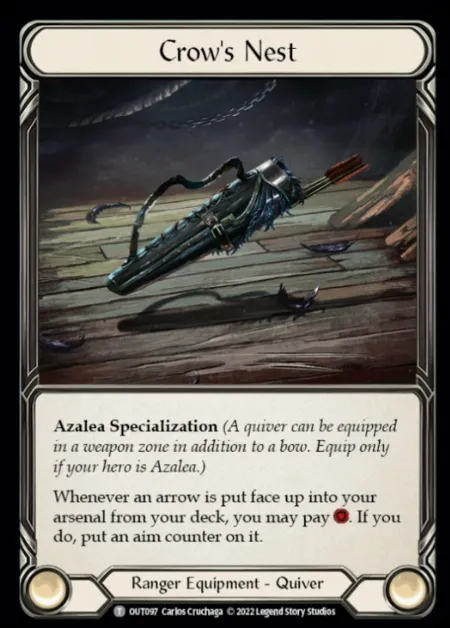 Crow's Nest
Azalea Specialization (A quiver can be equipped
in a weapon zone in addition to a bow. Equip only
if your hero is Azalea.)
Whenever an arrow is put face up into your
arsenal from your deck, you may pay . If you
do, put an aim counter on it.
Ranger Equipment - Quiver
T OUT097 Carlos Cruchaga © 2022 Legend Story Studios